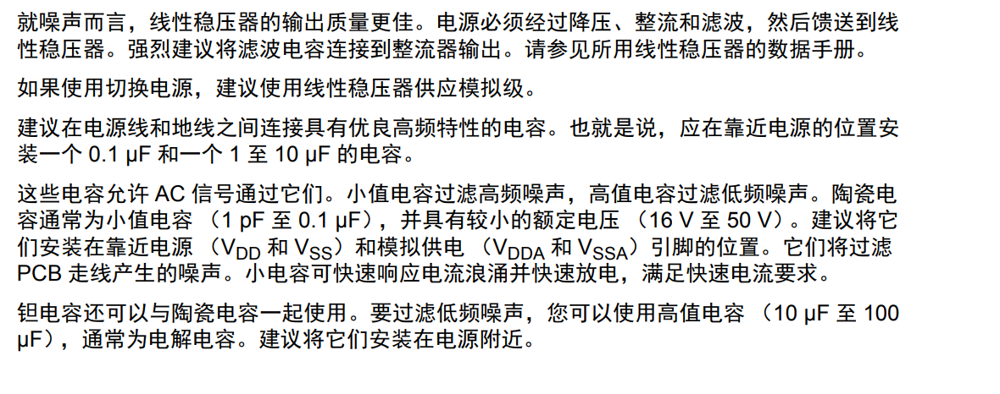 就噪声而言，线性稳压器的输出质量更佳。电源必须经过降压、整流和滤波，然后馈送到线
性稳压器。强烈建议将滤波电容连接到整流器输出。请参见所用线性稳压器的数据手册。
如果使用切换电源，建议使用线性稳压器供应模拟级。
建议在电源线和地线之间连接具有优良高频特性的电容。也就是说，应在靠近电源的位置安
装一个 0.1 µF 和一个 1 至 10 µF 的电容。
这些电容允许 AC 信号通过它们。小值电容过滤高频噪声，高值电容过滤低频噪声。陶瓷电
容通常为小值电容 （1 pF 至 0.1 µF），并具有较小的额定电压 （16 V 至 50 V）。建议将它
们安装在靠近电源 （VDD 和 VSS）和模拟供电 （VDDA 和 VSSA）引脚的位置。它们将过滤
PCB 走线产生的噪声。小电容可快速响应电流浪涌并快速放电，满足快速电流要求。
钽电容还可以与陶瓷电容一起使用。要过滤低频噪声，您可以使用高值电容 （10 µF 至 100
µF），通常为电解电容。建议将它们安装在电源附近。